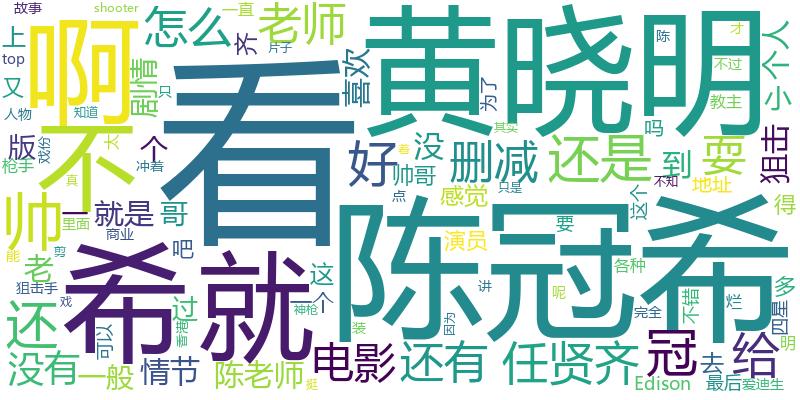 故事
shooter
一直
老师
怎么
上
top
又
人物
知道
片子
只
齐
剧情
啊
喜欢
为了
黄晓明
陈
才
不过
教主
小
个人
看
不
版
戏份
太
个
枪手
真
冲着
好
没
帅哥
点
着
其实
删减
感觉
只是
还是
吗
到
耍
不知
地址
狙击
得
帅
一
里面
就是
商业
哥
能
剪
吧
演员
要
这个
老
狙击手
戏
希
就
陈冠希
还
可以
过
香港
这
一个
神枪
装
因为
讲
呢
各种
完全
不错
烂
四星
多
明
没有
一般
情节
陈老师
电影
挺
还有
任贤齐
冠
Edison
去
给
最后
爱迪生